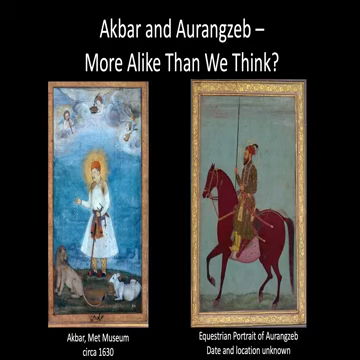 Akbar and Aurangzeb –
More Alike Than We Think?
Akbar, Met Museum
circa 1630
Equestrian Portrait of Aurangzeb
Date and location unknown